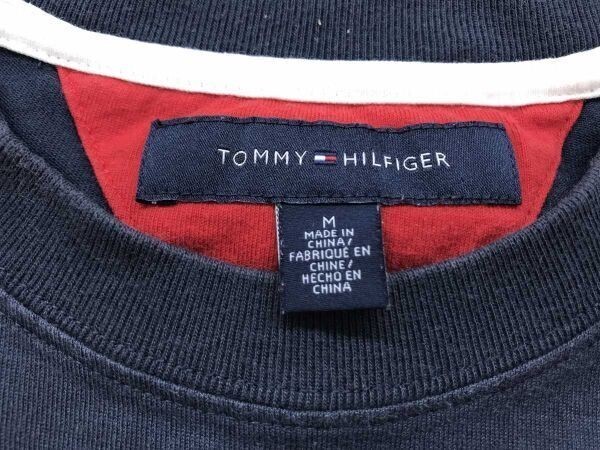 TOMMY HILFIGER
M
MADE IN
CHINA/
FABRIQUÉ EN
CHINE/
HECHO EN
CHINA